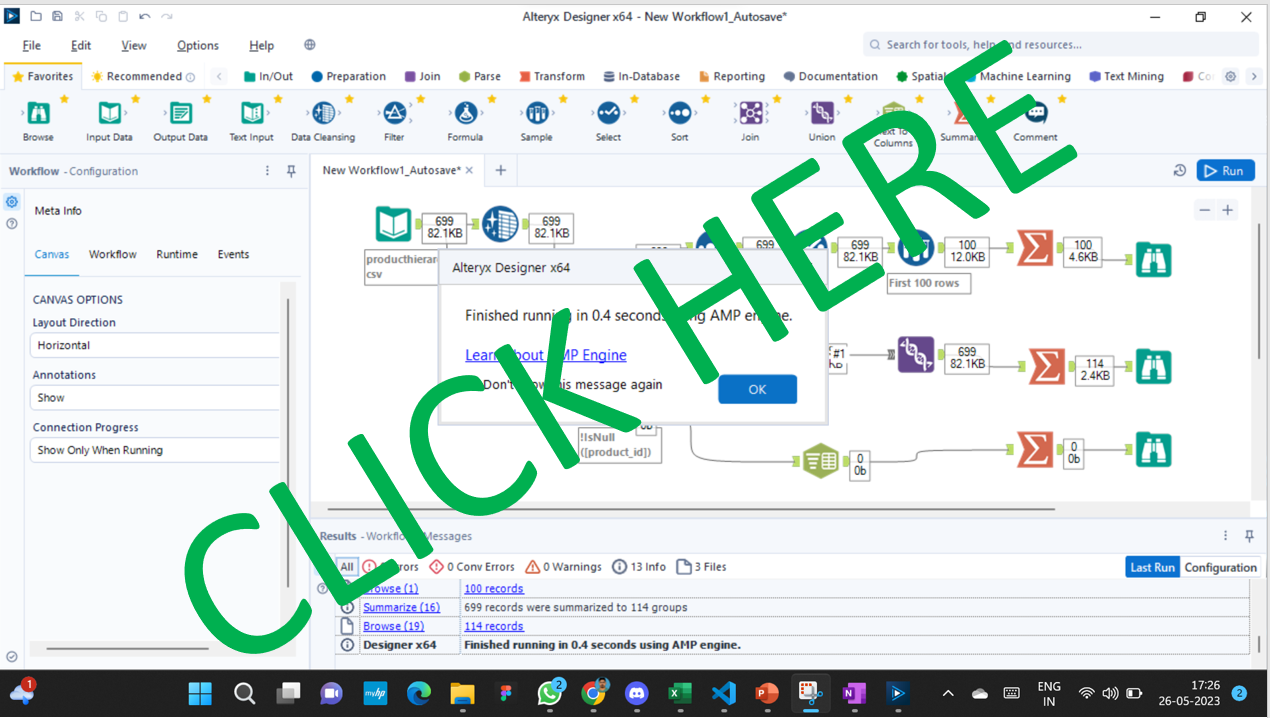 Alteryx Designer x64 - New Workflow1_Autosave*
File Edit View Options Help
Search for tools, help and resources...
Favorites Recommended In/Out Preparation Join Parse Transform In-Database Reporting Documentation Spatial Machine Learning Text Mining
Browse Input Data Output Data Text Input Data Cleansing Filter Formula Sample Select Sort Join Union Text To Columns Summarize Comment
Workflow - Configuration
New Workflow1_Autosave*
Run
Meta Info
Canvas Workflow Runtime Events
CANVAS OPTIONS
Layout Direction
Horizontal
Annotations
Show
Connection Progress
Show Only When Running
699
82.1KB
699
82.1KB
699
699
82.1KB
100
12.0KB
100
4.6KB
csv
First 100 rows
Alteryx Designer x64
Finished running in 0.4 seconds using AMP engine.
Learn about AMP Engine
Don't show this message again
OK
#1
699
82.1KB
114
2.4KB
0b
!IsNull
([product_id])
0
0b
0
0b
CLICK HERE
Results - Workflow - Messages
All Errors 0 Conv Errors 0 Warnings 13 Info 3 Files
Last Run Configuration
Browse (1) 100 records
Summarize (16) 699 records were summarized to 114 groups
Browse (19) 114 records
Designer x64 Finished running in 0.4 seconds using AMP engine.
1
myhp
2
ENG
IN
17:26
26-05-2023
2